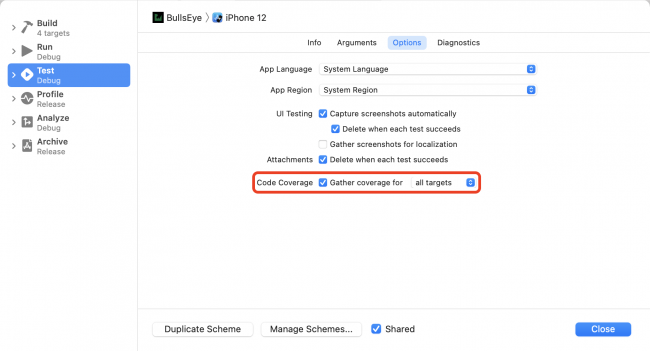 BullsEye iPhone 12
Build
4 targets
Run
Debug
Test
Debug
Profile
Release
Analyze
Debug
Archive
Release
Info Arguments Options Diagnostics
App Language System Language
App Region System Region
UI Testing Capture screenshots automatically
Delete when each test succeeds
Gather screenshots for localization
Attachments Delete when each test succeeds
Code Coverage Gather coverage for all targets
Duplicate Scheme Manage Schemes... Shared Close